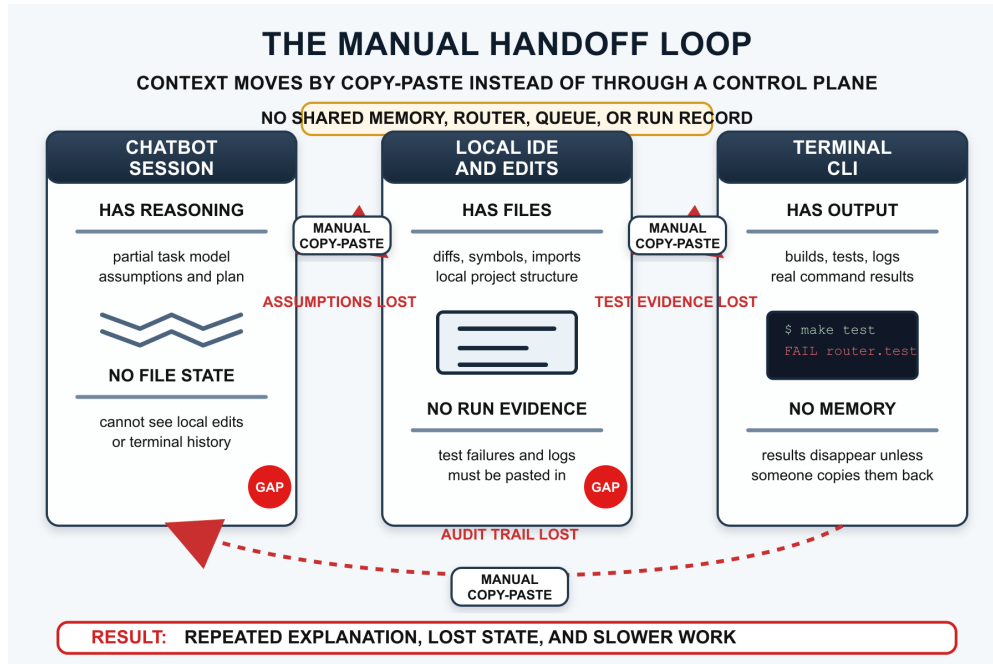 THE MANUAL HANDOFF LOOP
CONTEXT MOVES BY COPY-PASTE INSTEAD OF THROUGH A CONTROL PLANE
NO SHARED MEMORY, ROUTER, QUEUE, OR RUN RECORD
CHATBOT
SESSION
HAS REASONING
partial task model
assumptions and plan
NO FILE STATE
cannot see local edits
or terminal history
GAP
MANUAL
COPY-PASTE
ASSUMPTIONS LOST
LOCAL IDE
AND EDITS
HAS FILES
diffs, symbols, imports
local project structure
NO RUN EVIDENCE
test failures and logs
must be pasted in
GAP
MANUAL
COPY-PASTE
TEST EVIDENCE LOST
TERMINAL
CLI
HAS OUTPUT
builds, tests, logs
real command results
$ make test
FAIL router.test
NO MEMORY
results disappear unless
someone copies them back
AUDIT TRAIL LOST
MANUAL
COPY-PASTE
RESULT: REPEATED EXPLANATION, LOST STATE, AND SLOWER WORK